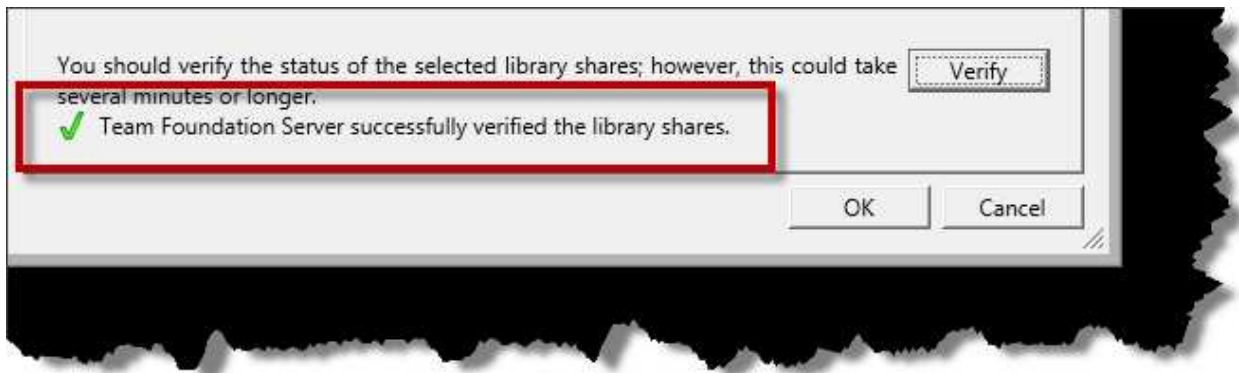 You should verify the status of the selected library shares; however, this could take
several minutes or longer.
Verify
Team Foundation Server successfully verified the library shares.
OK
Cancel